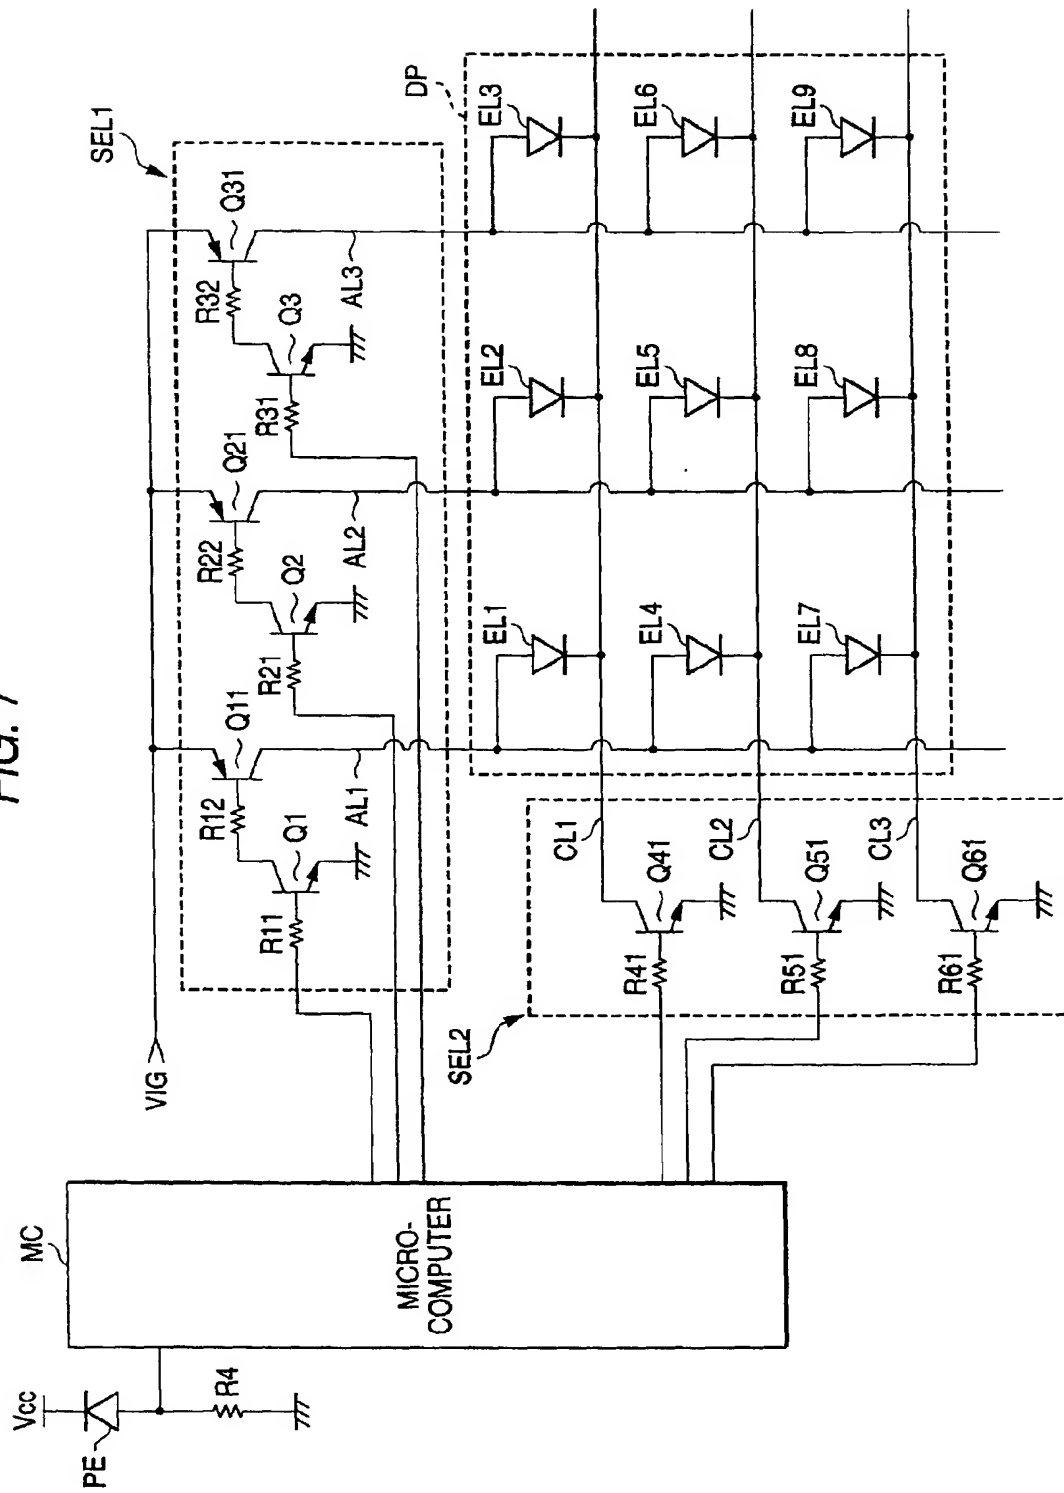 FIG. 7
SEL1
DP
VIG
Q31
R32
Q3
R31
AL3
Q21
R22
Q2
R21
AL2
Q11
R12
Q1
R11
AL1
EL3
EL6
EL9
EL2
EL5
EL8
EL1
EL4
EL7
CL1
CL2
CL3
Q41
R41
Q51
R51
Q61
R61
SEL2
MC
MICRO-
COMPUTER
Vcc
PE
R4